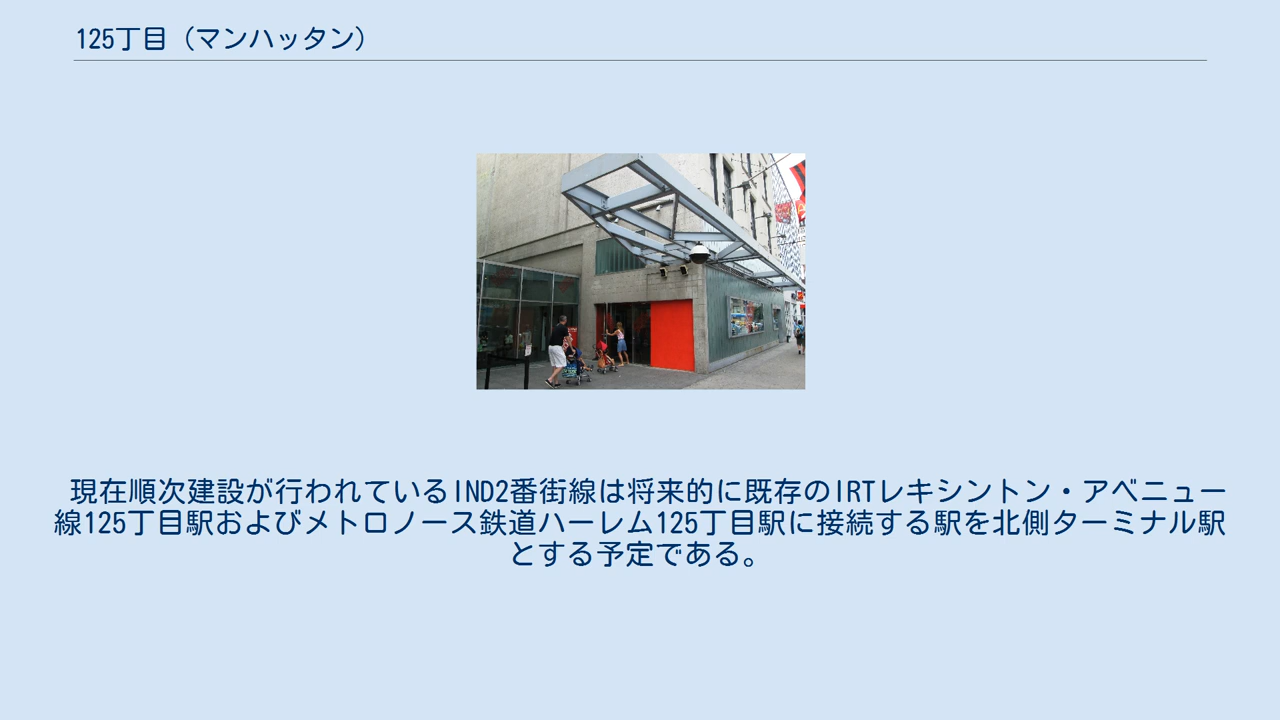 125丁目（マンハッタン）
現在順次建設が行われているIND2番街線は将来的に既存のIRTレキシントン・アベニュー
線125丁目駅およびメトロノース鉄道ハーレム125丁目駅に接続する駅を北側ターミナル駅
とする予定である。